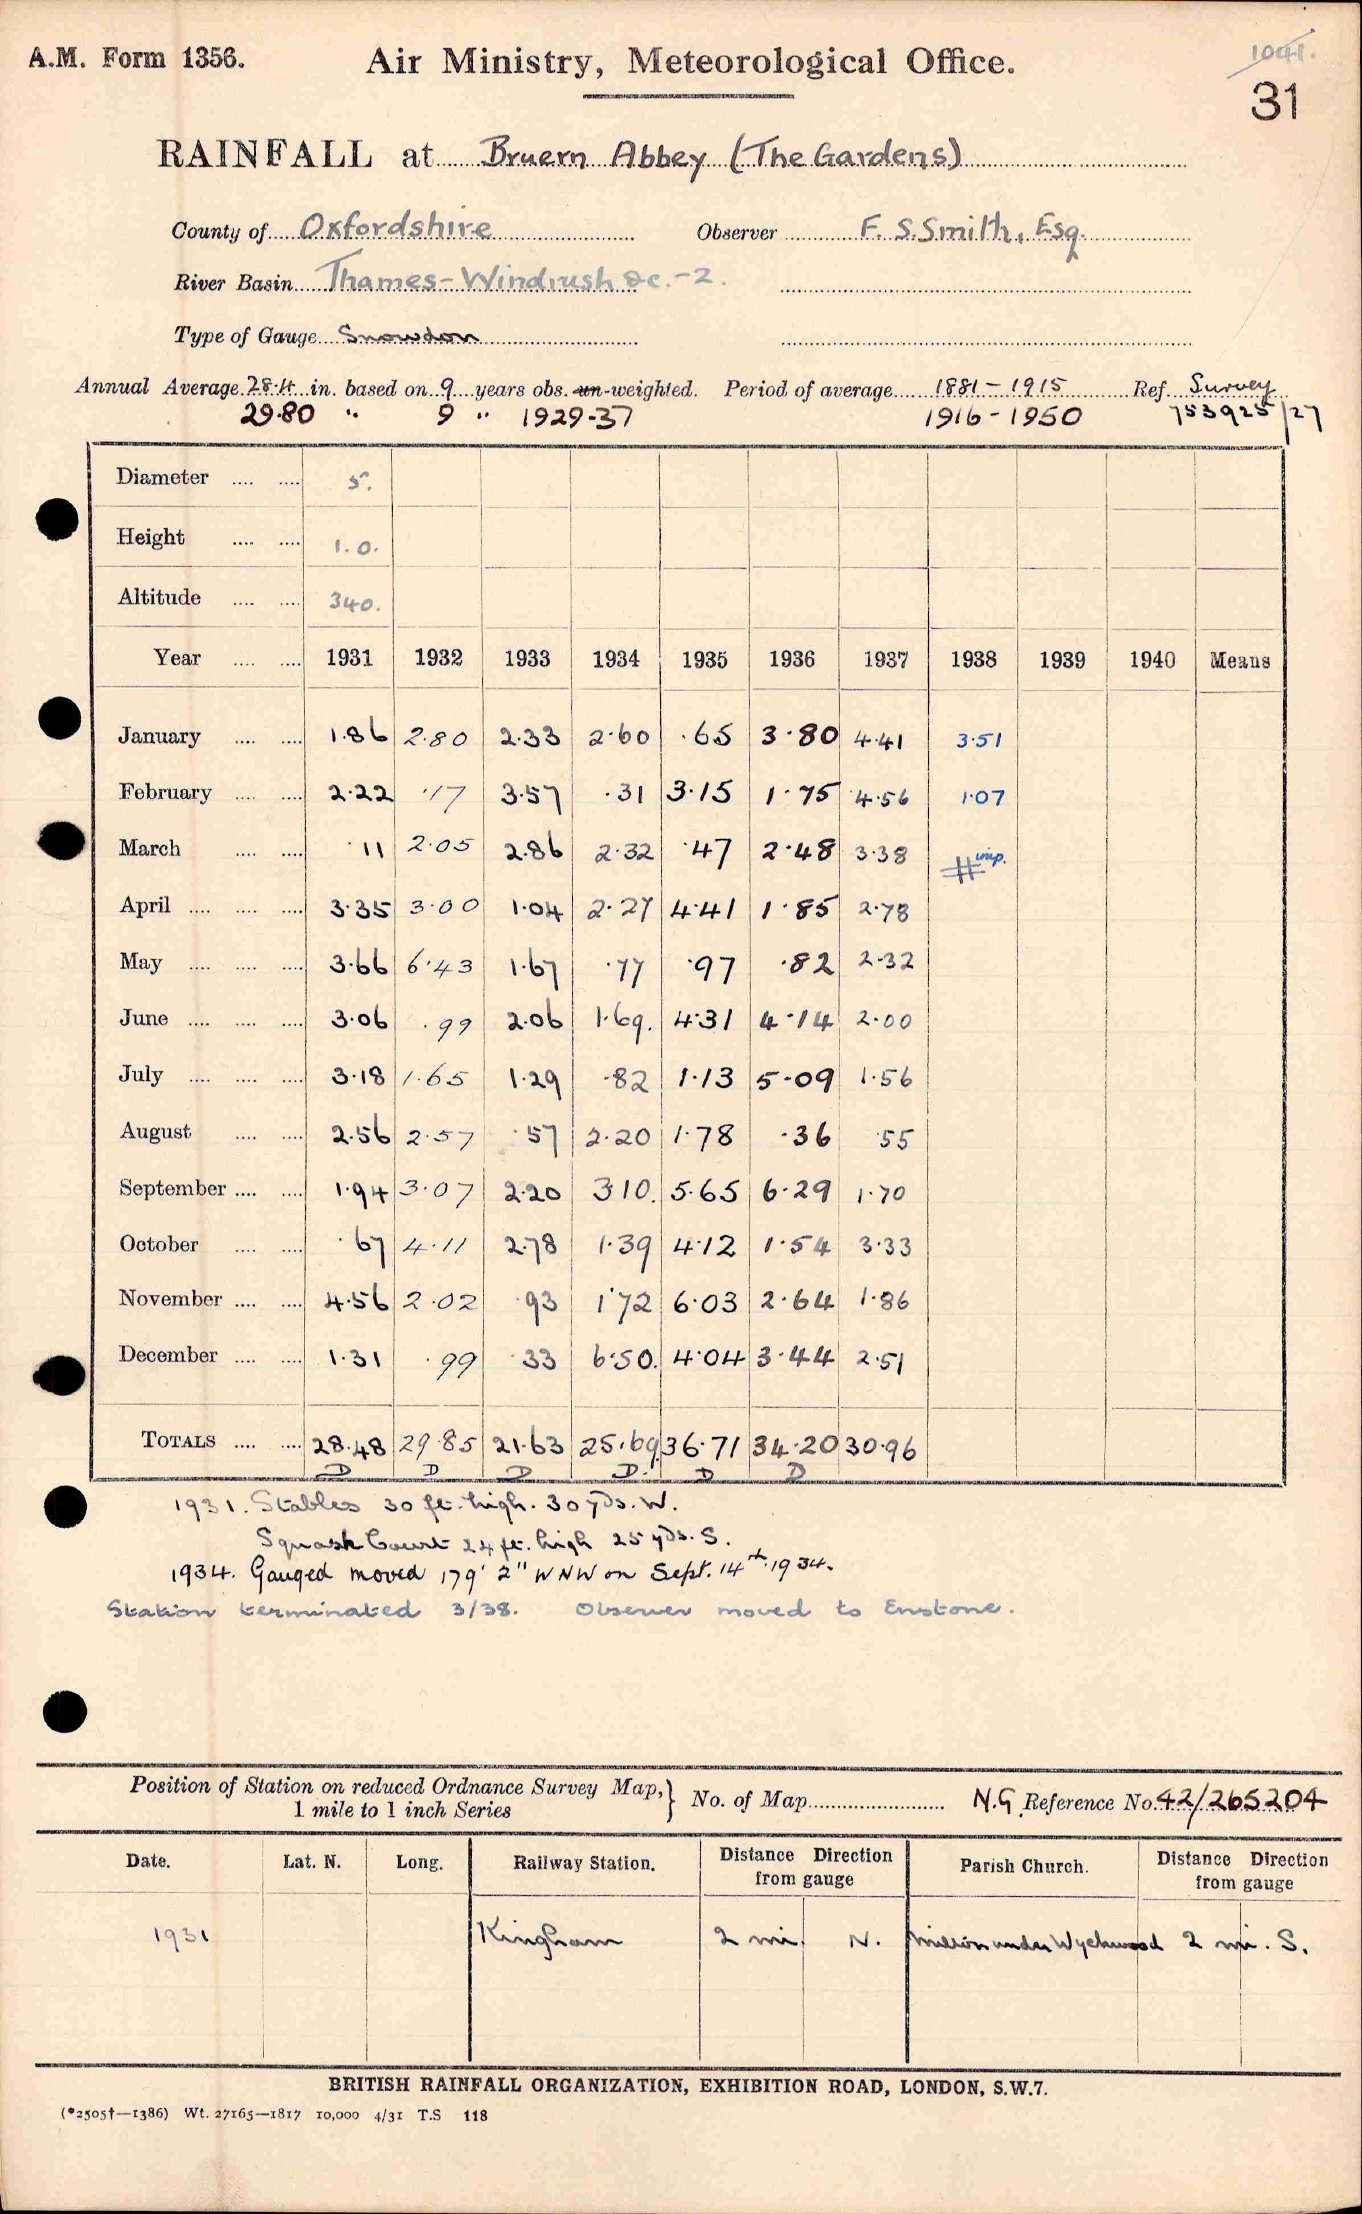 A.M. Form 1356. Air Ministry, Meteorological Office. 1041.
31
RAINFALL at Bruern Abbey (The Gardens)
County of Oxfordshire Observer F. S. Smith, Esq.
River Basin Thames-Windrush &c.-2.
Type of Gauge Snowdon
Annual Average 28.4 in. based on 9 years obs. un-weighted. Period of average 1881-1915 Ref. Survey
29.80 " 9 " 1929-37 1916-1950 753925/27
Diameter .... .... 5.
Height .... .... 1.0.
Altitude .... .... 340.
Year .... .... 1931 1932 1933 1934 1935 1936 1937 1938 1939 1940 Means
January .... .... 1.86 2.80 2.33 2.60 .65 3.80 4.41 3.51
February .... .... 2.22 .17 3.57 .31 3.15 1.75 4.56 1.07
March .... .... .11 2.05 2.86 2.32 .47 2.48 3.38 # imp.
April .... .... .... 3.35 3.00 1.04 2.27 4.41 1.85 2.78
May .... .... .... 3.66 6.43 1.67 .77 .97 .82 2.32
June .... .... .... 3.06 .99 2.06 1.69. 4.31 4.14 2.00
July .... .... .... 3.18 1.65 1.29 .82 1.13 5.09 1.56
August .... .... 2.56 2.57 .57 2.20 1.78 .36 .55
September .... .... 1.94 3.07 2.20 3.10. 5.65 6.29 1.70
October .... .... .67 4.11 2.78 1.39 4.12 1.54 3.33
November .... .... 4.56 2.02 .93 1.72 6.03 2.64 1.86
December .... .... 1.31 .99 .33 6.50. 4.04 3.44 2.51
TOTALS .... .... 28.48 29.85 21.63 25.69. 36.71 34.20 30.96
D D D D. D D
1931. Stables 30 ft. high. 30 yds. W.
Squash Court 24 ft. high 25 yds. S.
1934. Gauged moved 179' 2" WNW on Sept. 14th 1934.
Station terminated 3/38. Observer moved to Enstone.
Position of Station on reduced Ordnance Survey Map,
1 mile to 1 inch Series } No. of Map N.G. Reference No. 42/265204
Date. Lat. N. Long. Railway Station. Distance Direction from gauge Parish Church. Distance Direction from gauge
1931 Kingham 2 mi. N. Milton under Wychwood 2 mi. S.
BRITISH RAINFALL ORGANIZATION, EXHIBITION ROAD, LONDON, S.W.7.
(*2505†—1386) Wt. 27165—1817 10,000 4/31 T.S 118